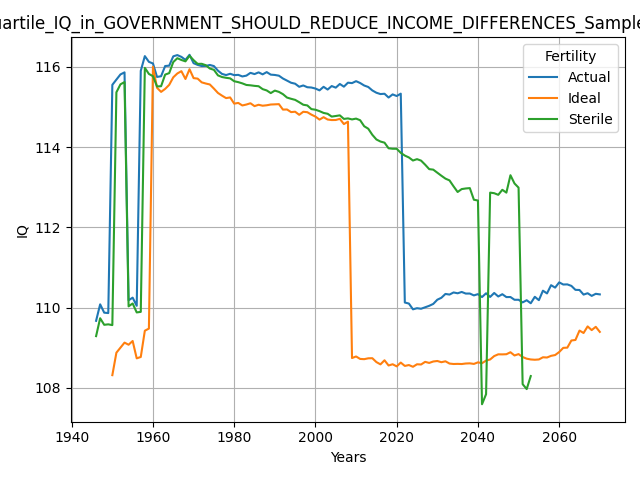 uartile_IQ_in_GOVERNMENT_SHOULD_REDUCE_INCOME_DIFFERENCES_Sample
Fertility
Actual
Ideal
Sterile
116
114
112
110
108
IQ
1940 1960 1980 2000 2020 2040 2060
Years